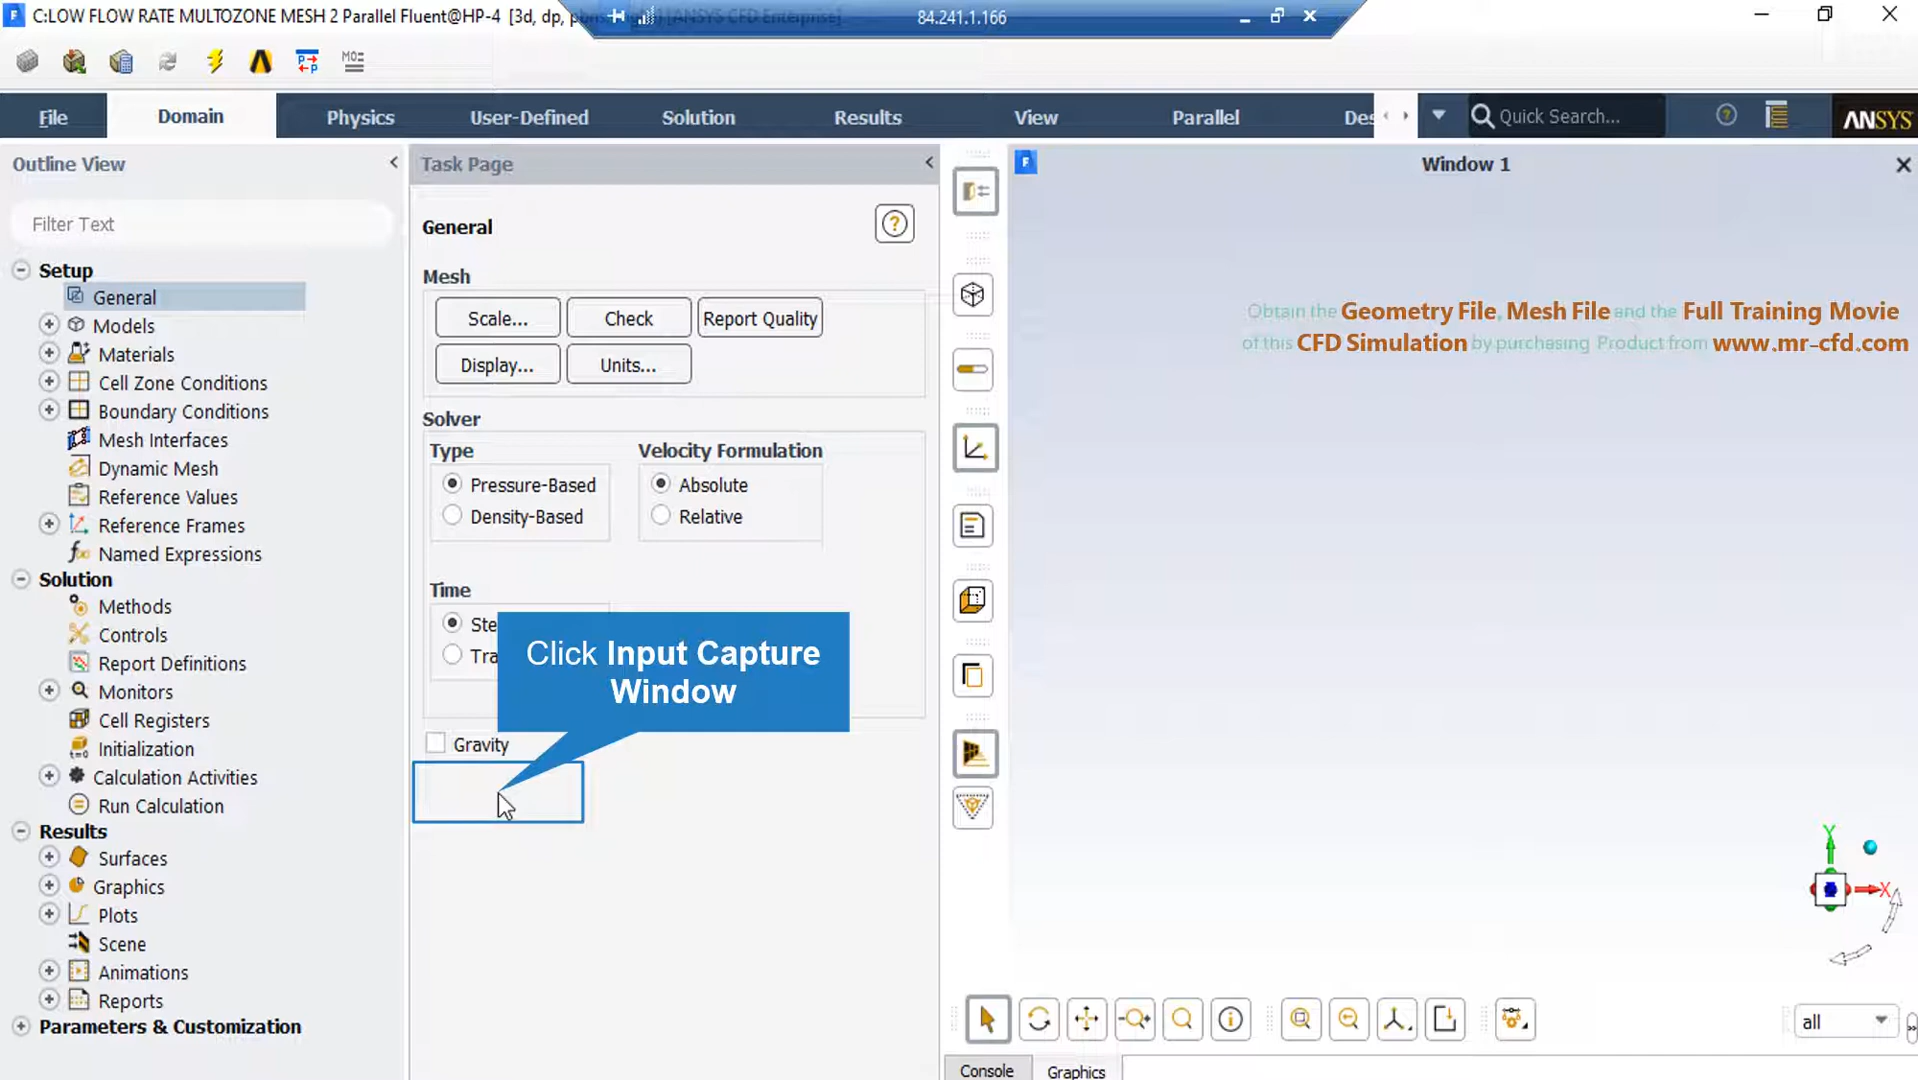 C:LOW FLOW RATE MULTOZONE MESH 2 Parallel Fluent@HP-4 [3d, dp, pbns, ANSYS CFD Enterprise]
84.241.1.166
File
Domain
Physics
User-Defined
Solution
Results
View
Parallel
Des
Quick Search...
ANSYS
Outline View
Filter Text
Setup
General
Models
Materials
Cell Zone Conditions
Boundary Conditions
Mesh Interfaces
Dynamic Mesh
Reference Values
Reference Frames
Named Expressions
Solution
Methods
Controls
Report Definitions
Monitors
Cell Registers
Initialization
Calculation Activities
Run Calculation
Results
Surfaces
Graphics
Plots
Scene
Animations
Reports
Parameters & Customization
Task Page
General
Mesh
Scale...
Check
Report Quality
Display...
Units...
Solver
Type
Velocity Formulation
Pressure-Based
Absolute
Density-Based
Relative
Time
Ste
Tra
Click Input Capture
Window
Gravity
Window 1
Obtain the Geometry File, Mesh File and the Full Training Movie
of this CFD Simulation by purchasing Product from www.mr-cfd.com
Y
X
all
Console
Graphics